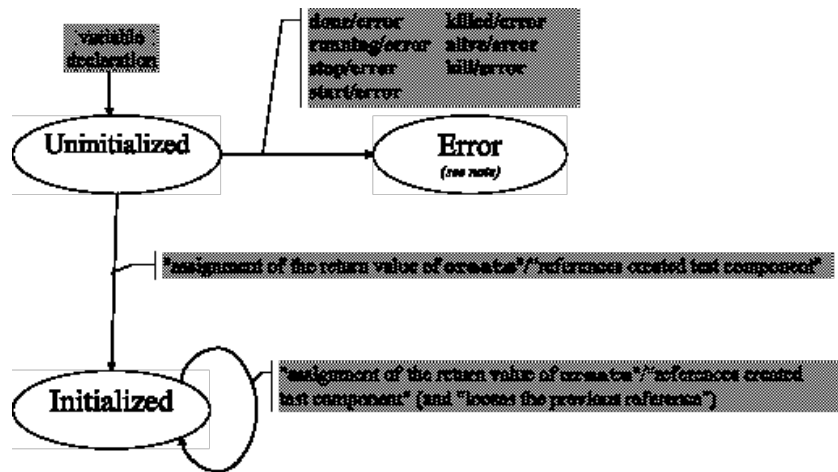 variable
declaration
done/error killed/error
running/error alive/error
stop/error kill/error
start/error
Uninitialized
Error
(see note)
"assignment of the return value of create"/"references created test component"
Initialized
"assignment of the return value of create"/"references created
test component" (and "looses the previous reference")